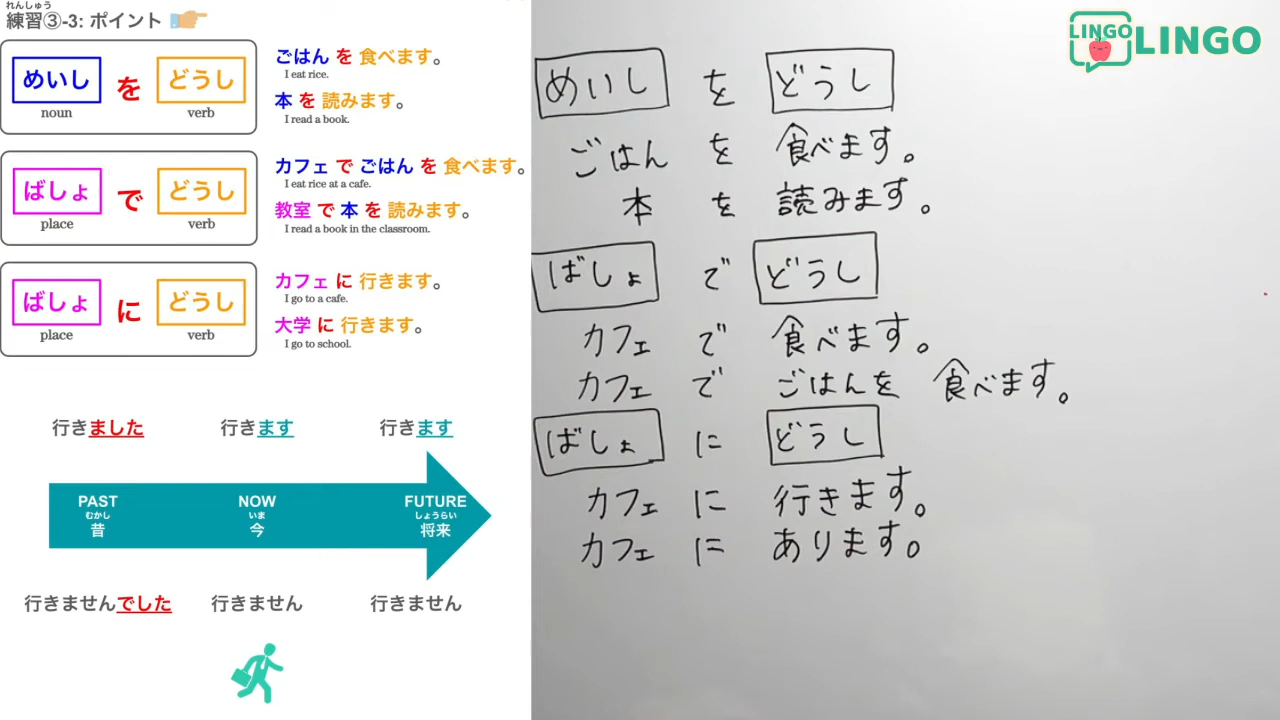 れんしゅう
練習③-3: ポイント
めいし を どうし
noun verb
ごはん を 食べます。
I eat rice.
本 を 読みます。
I read a book.
ばしょ で どうし
place verb
カフェ で ごはん を 食べます。
I eat rice at a cafe.
教室 で 本 を 読みます。
I read a book in the classroom.
ばしょ に どうし
place verb
カフェ に 行きます。
I go to a cafe.
大学 に 行きます。
I go to school.
行きました 行きます 行きます
PAST NOW FUTURE
むかし いま しょうらい
昔 今 将来
行きませんでした 行きません 行きません
LINGO LINGO
めいし を どうし
ごはん を 食べます。
本 を 読みます。
ばしょ で どうし
カフェ で 食べます。
カフェ で ごはんを 食べます。
ばしょ に どうし
カフェ に 行きます。
カフェ に あります。